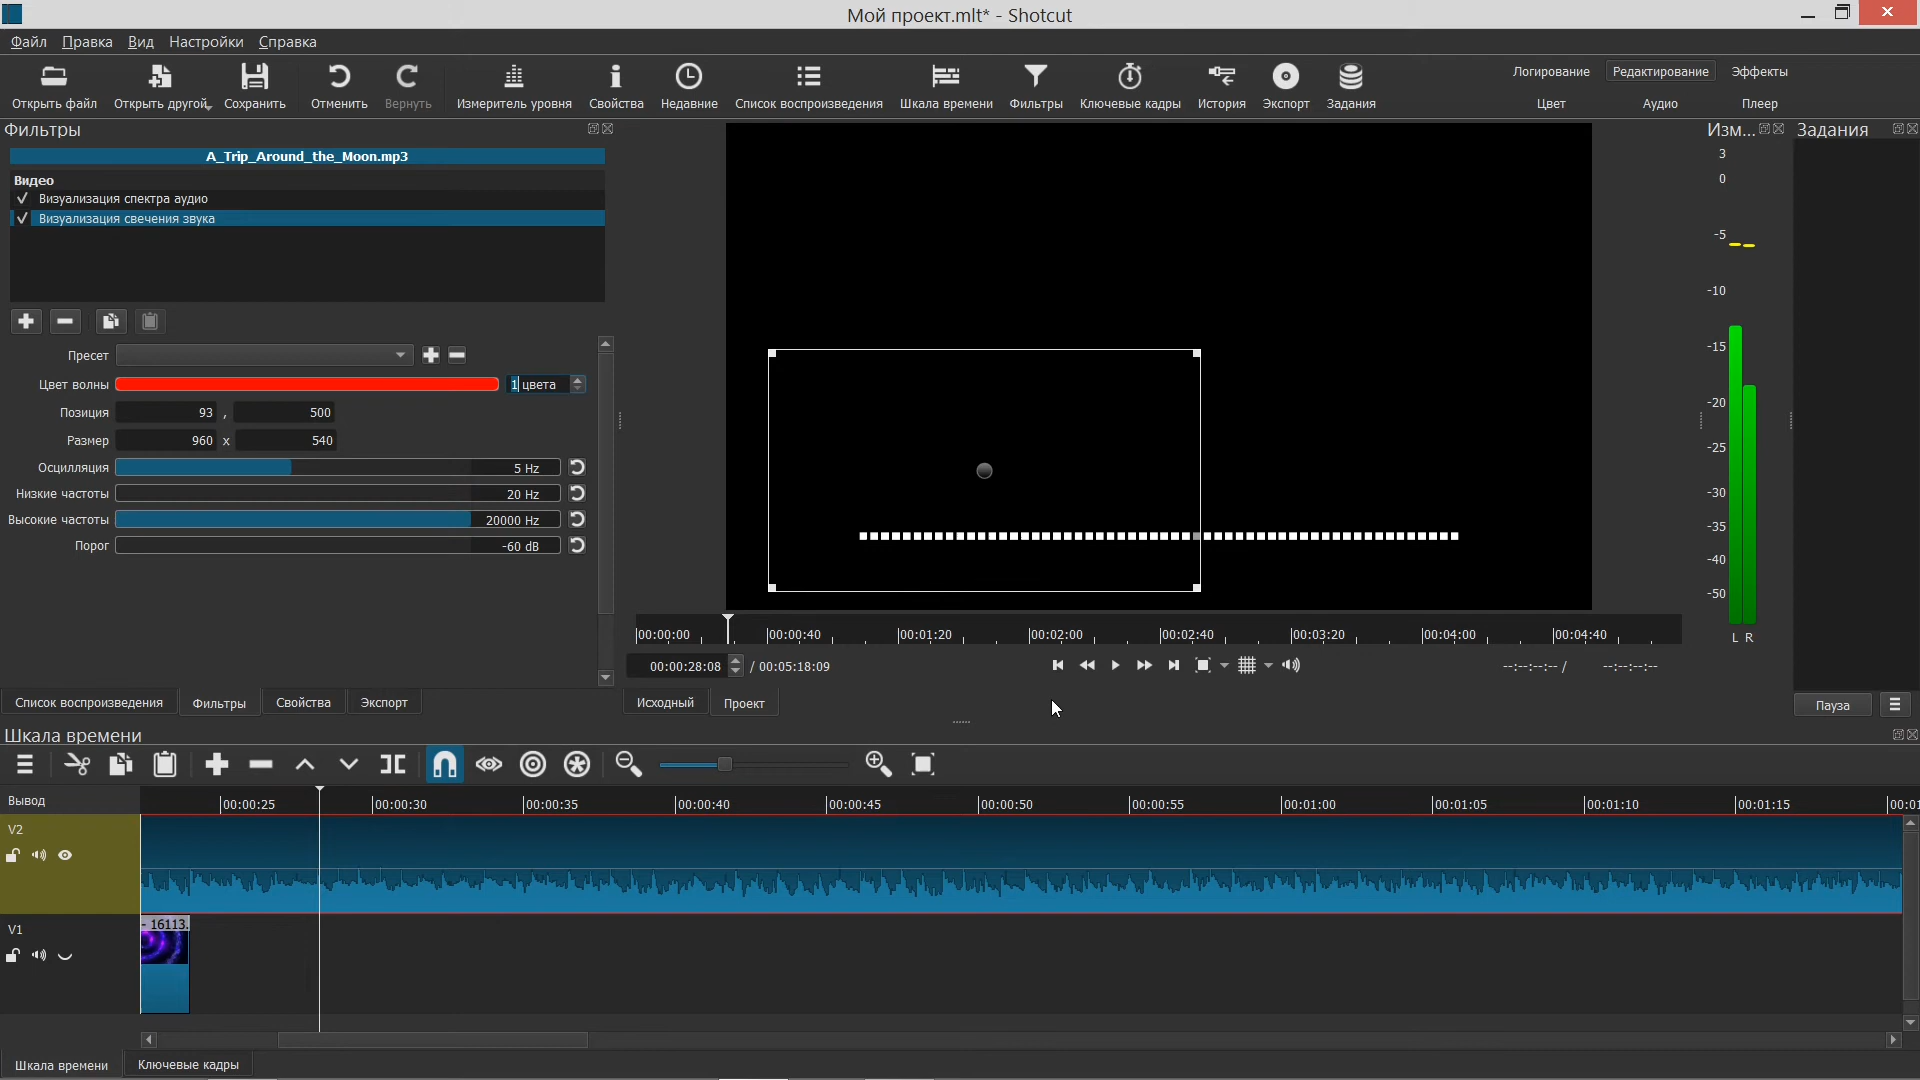 Мой проект.mlt* - Shotcut
Файл Правка Вид Настройки Справка
Открыть файл Открыть другой Сохранить Отменить Вернуть Измеритель уровня Свойства Недавние Список воспроизведения Шкала времени Фильтры Ключевые кадры История Экспорт Задания
Логирование Редактирование Эффекты
Цвет Аудио Плеер
Фильтры
A_Trip_Around_the_Moon.mp3
Видео
Визуализация спектра аудио
Визуализация свечения звука
Пресет
Цвет волны 1 цвета
Позиция 93 , 500
Размер 960 x 540
Осцилляция 5 Hz
Низкие частоты 20 Hz
Высокие частоты 20000 Hz
Порог -60 dB
Список воспроизведения Фильтры Свойства Экспорт
00:00:00 00:00:40 00:01:20 00:02:00 00:02:40 00:03:20 00:04:00 00:04:40
00:00:28:08 / 00:05:18:09
--:--:--:-- / --:--:--:--
Исходный Проект
Изм...
3
0
-5
-10
-15
-20
-25
-30
-35
-40
-50
L R
Задания
Пауза
Шкала времени
Вывод
00:00:25 00:00:30 00:00:35 00:00:40 00:00:45 00:00:50 00:00:55 00:01:00 00:01:05 00:01:10 00:01:15
V2
V1
- 16113.
Шкала времени Ключевые кадры